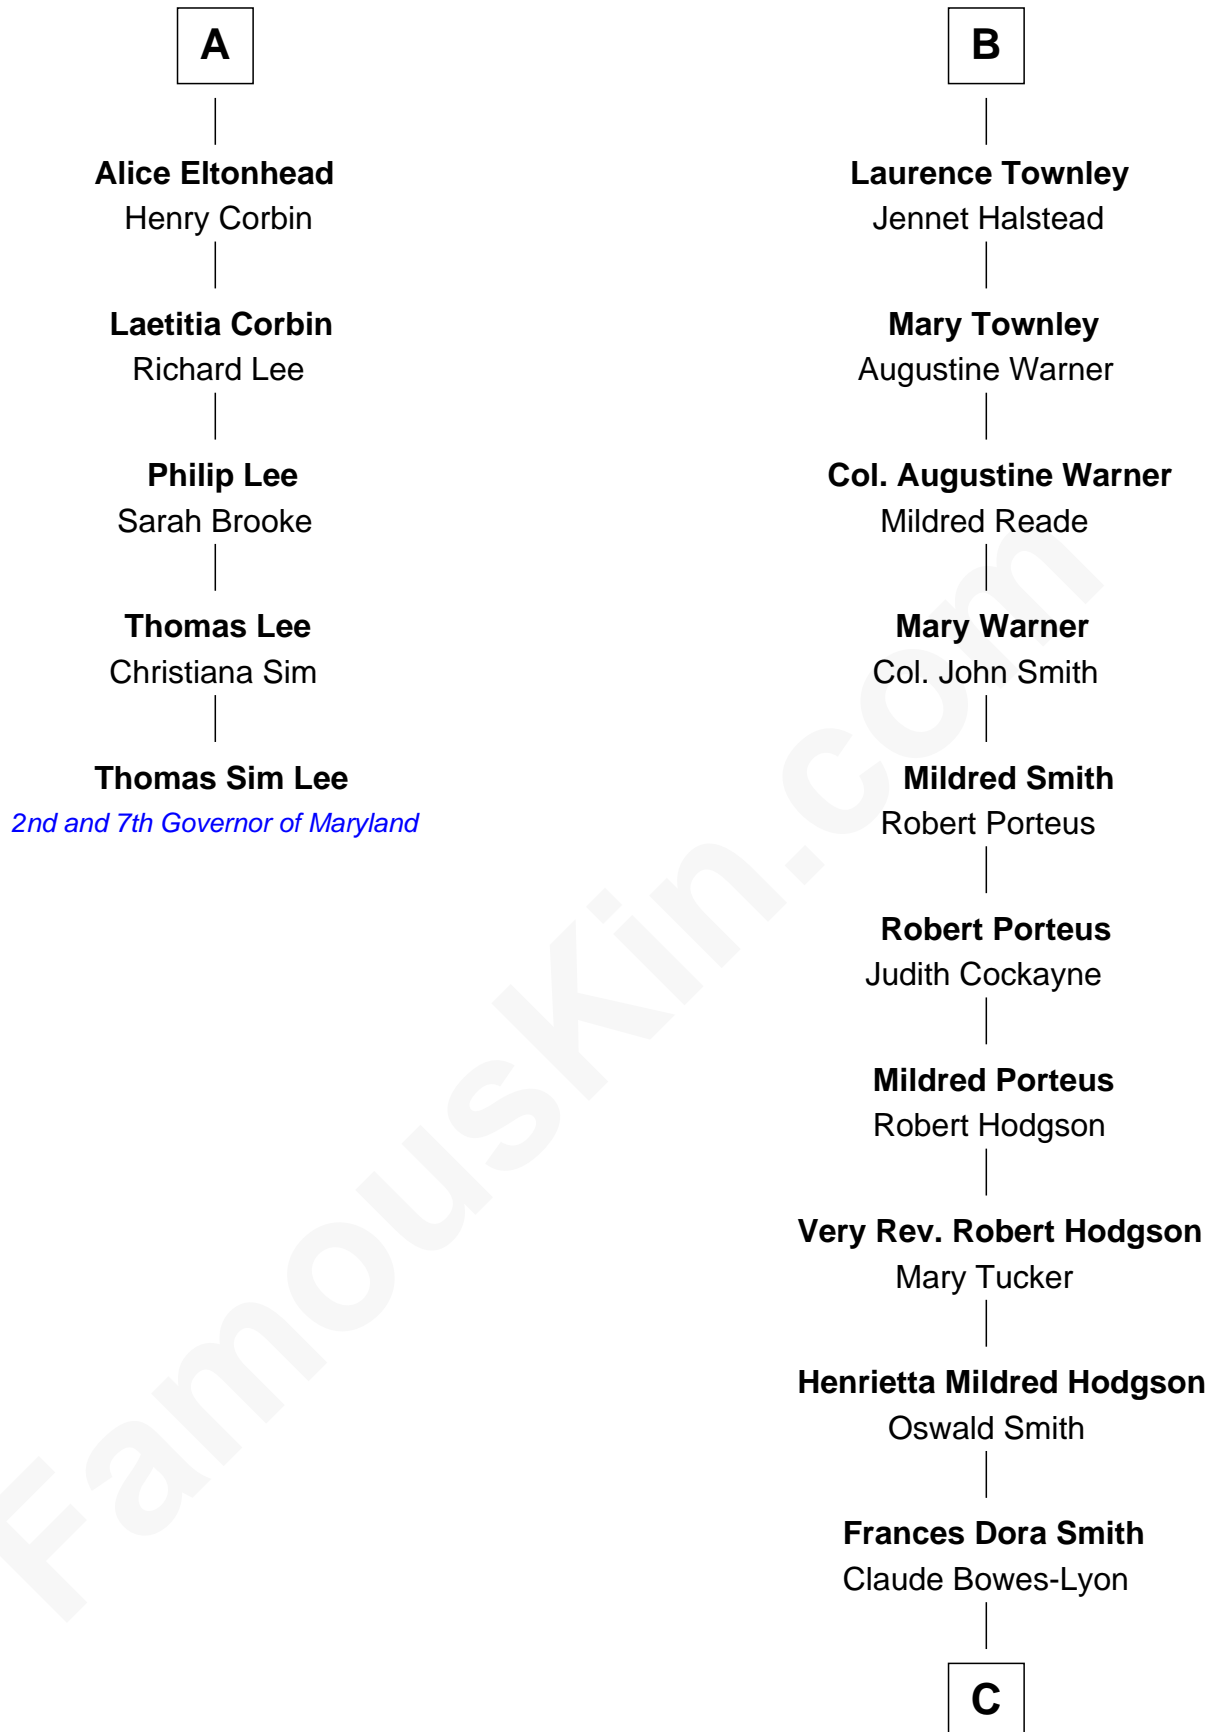 A
Alice Eltonhead
Henry Corbin
Laetitia Corbin
Richard Lee
Philip Lee
Sarah Brooke
Thomas Lee
Christiana Sim
Thomas Sim Lee
2nd and 7th Governor of Maryland
B
Laurence Townley
Jennet Halstead
Mary Townley
Augustine Warner
Col. Augustine Warner
Mildred Reade
Mary Warner
Col. John Smith
Mildred Smith
Robert Porteus
Robert Porteus
Judith Cockayne
Mildred Porteus
Robert Hodgson
Very Rev. Robert Hodgson
Mary Tucker
Henrietta Mildred Hodgson
Oswald Smith
Frances Dora Smith
Claude Bowes-Lyon
C
FamousKin.com